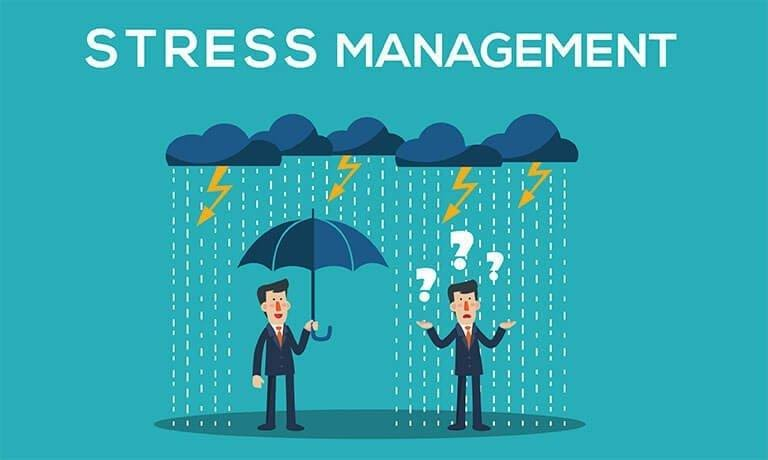 STRESS MANAGEMENT
? ? ?